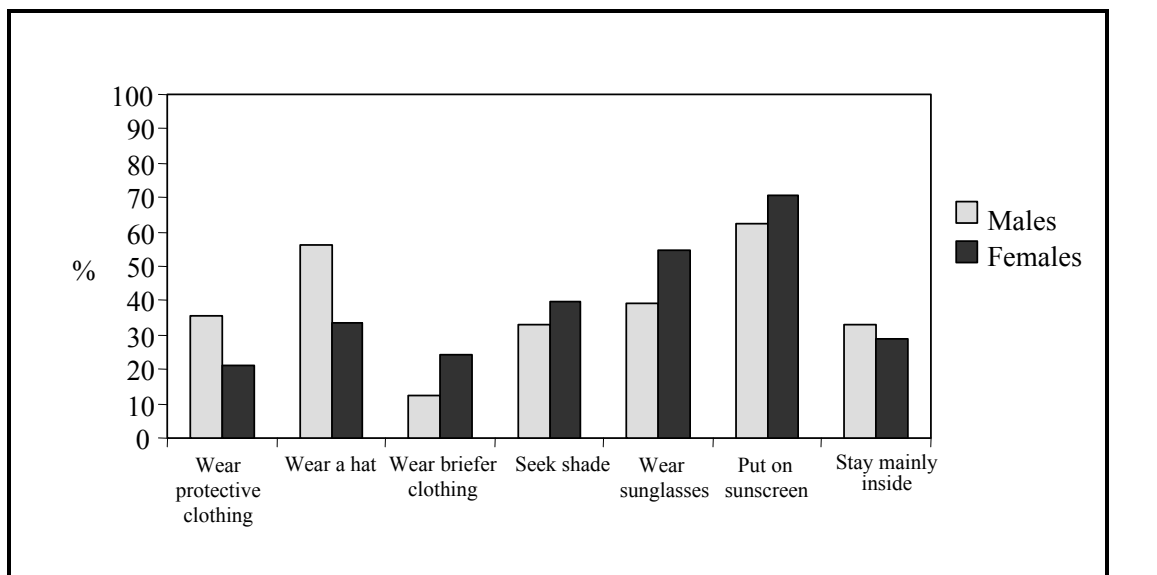 100
90
80
70
60
50
40
30
20
10
0
%
Males
Females
Wear
protective
clothing
Wear a hat
Wear briefer
clothing
Seek shade
Wear
sunglasses
Put on
sunscreen
Stay mainly
inside